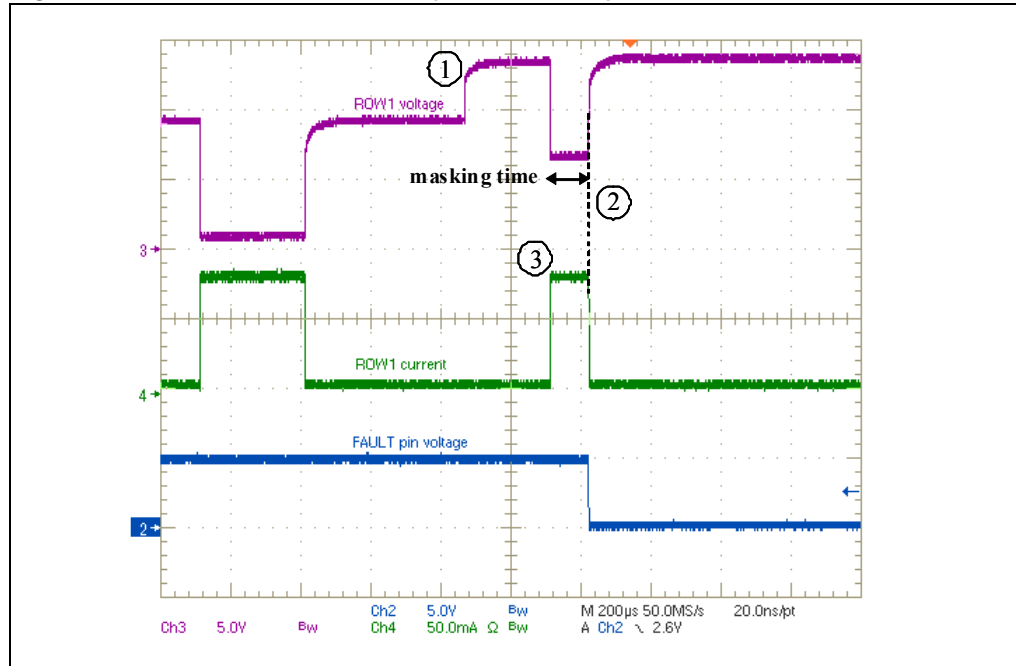 1
ROW1 voltage
masking time
2
3
3
ROW1 current
4
FAULT pin voltage
2
Ch2 5.0V Bw M 200µs 50.0MS/s 20.0ns/pt
Ch3 5.0V Bw Ch4 50.0mA Ω Bw A Ch2 \ 2.6V